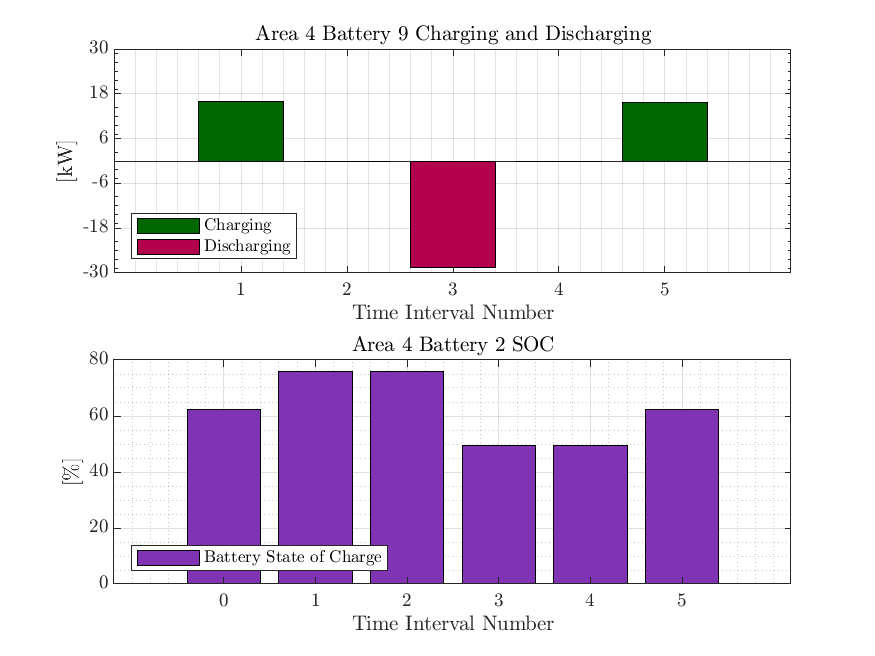 Area 4 Battery 9 Charging and Discharging
30
18
6
-6
-18
-30
[kW]
Charging
Discharging
1 2 3 4 5
Time Interval Number
Area 4 Battery 2 SOC
80
60
40
20
0
[%]
Battery State of Charge
0 1 2 3 4 5
Time Interval Number